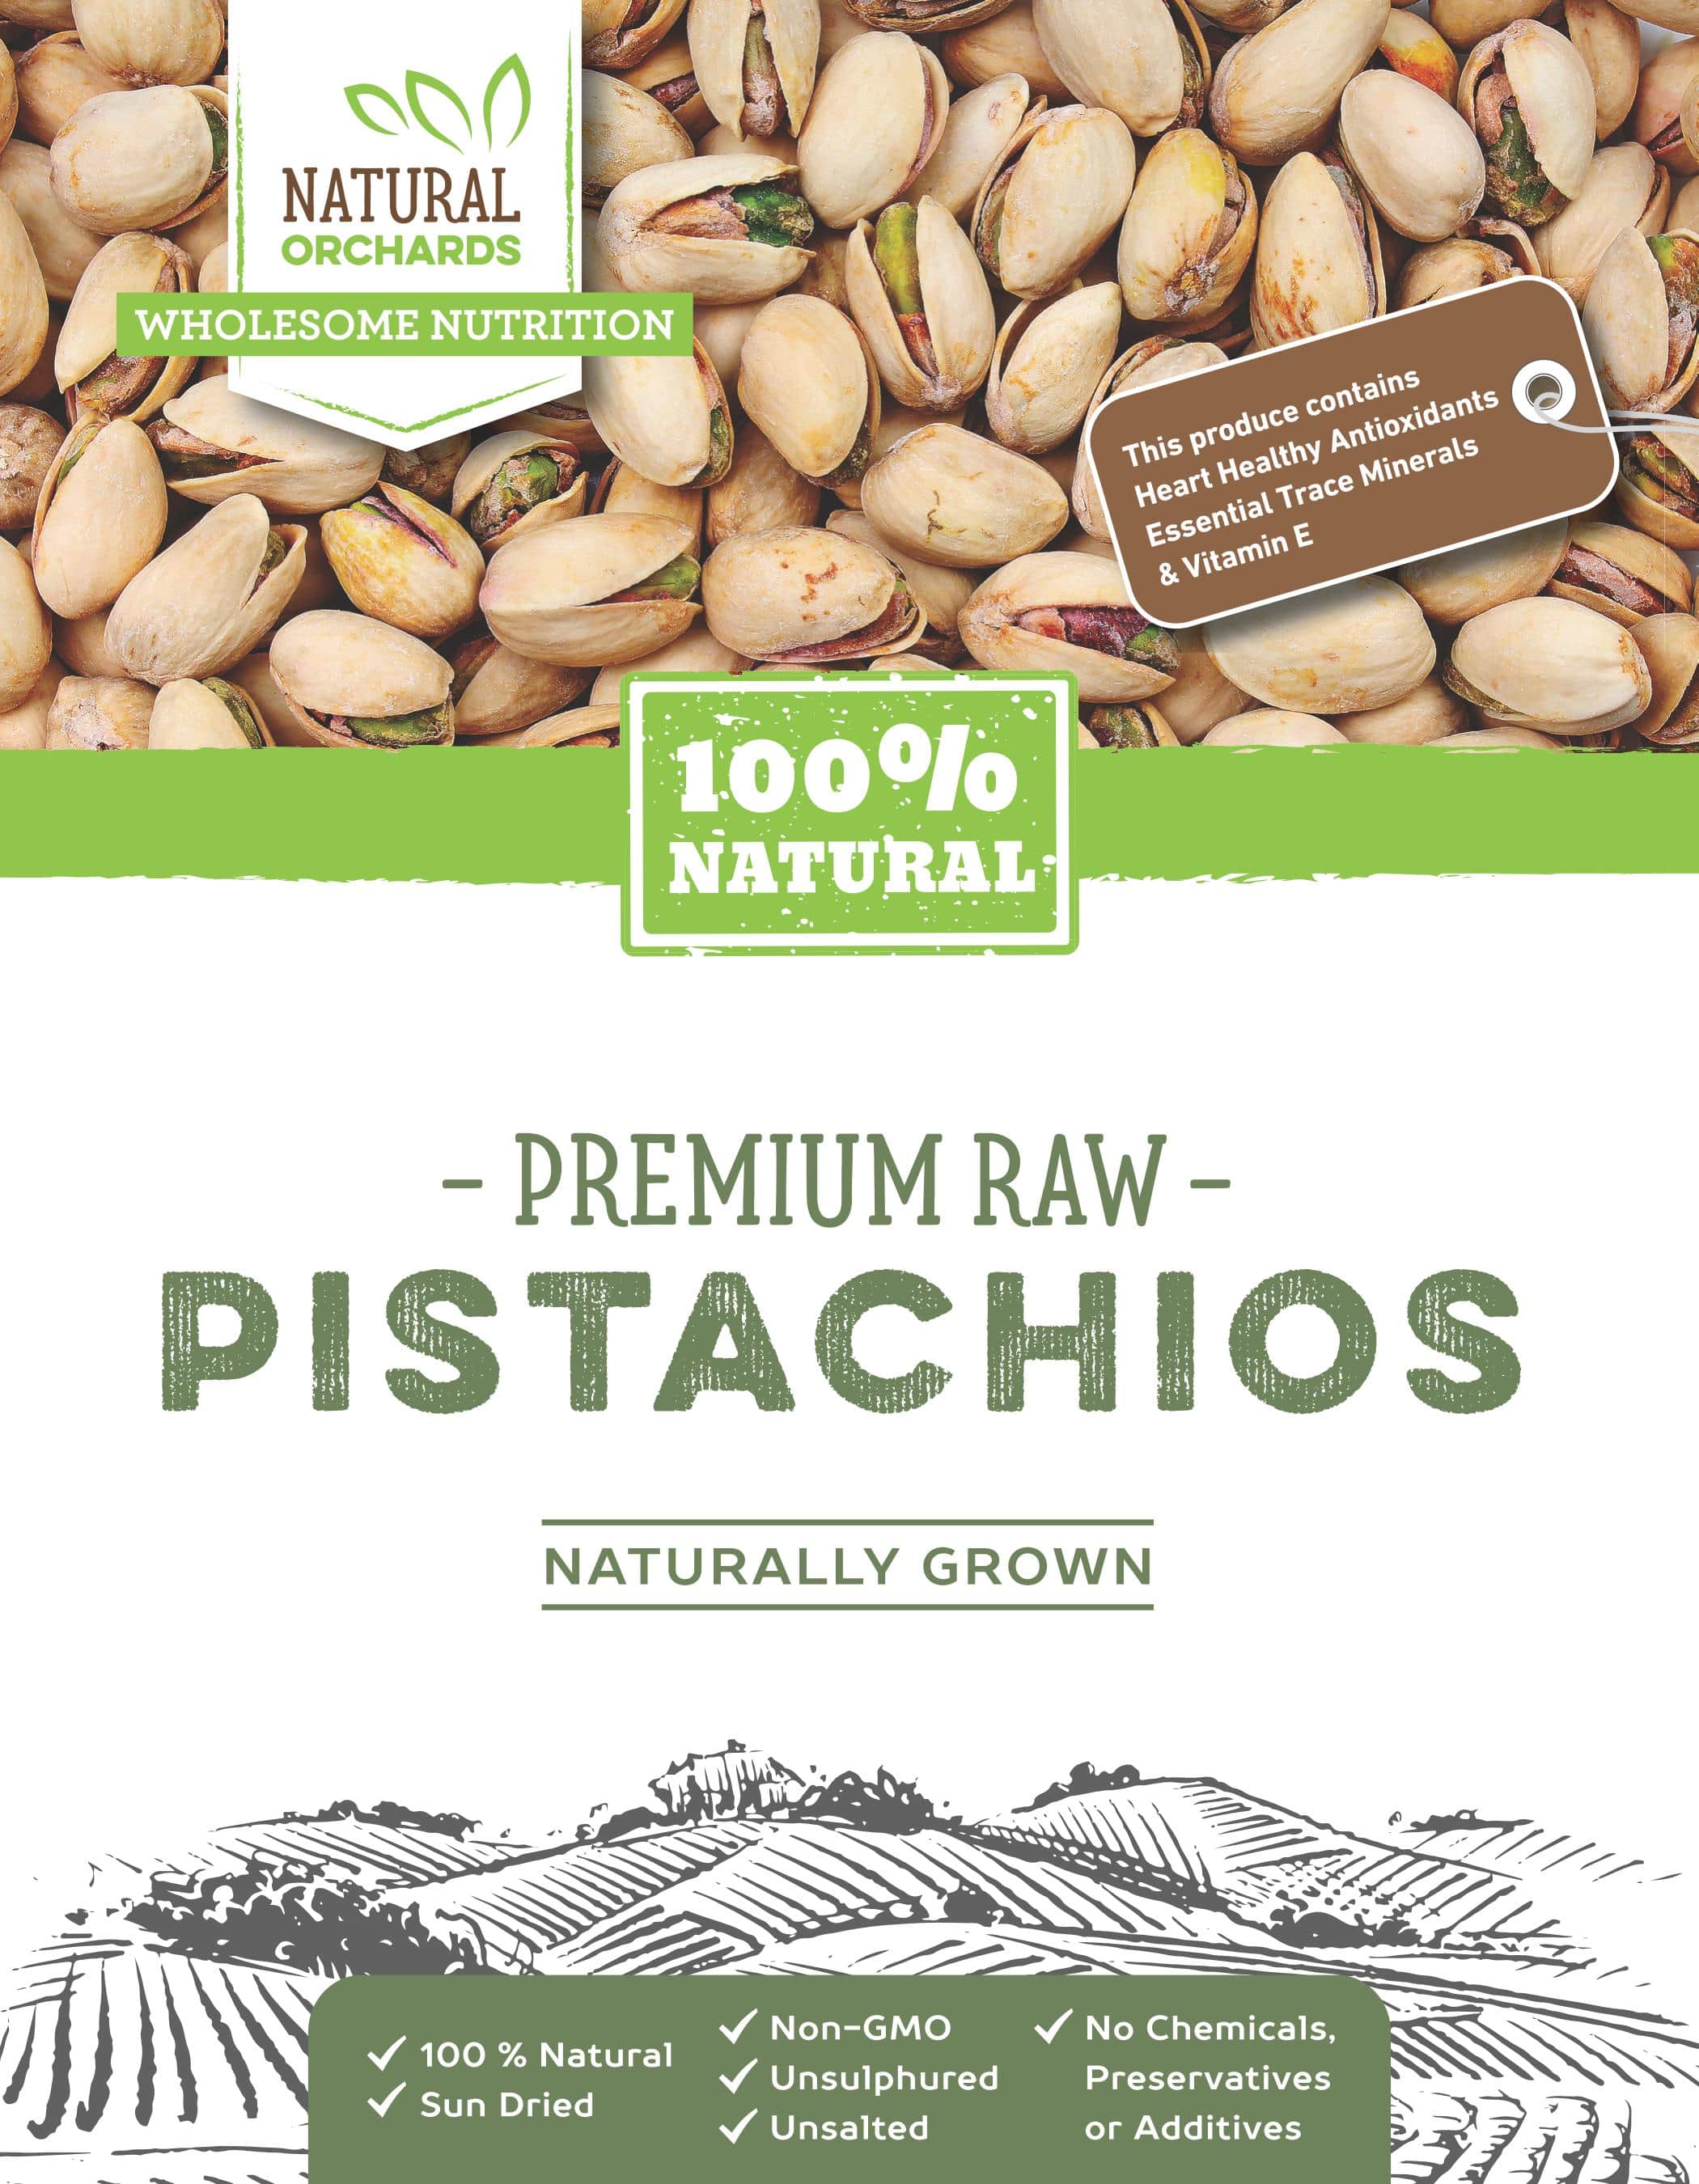 NATURAL
ORCHARDS
WHOLESOME NUTRITION
This produce contains
Heart Healthy Antioxidants
Essential Trace Minerals
& Vitamin E
100%
NATURAL
- PREMIUM RAW -
PISTACHIOS
NATURALLY GROWN
100 % Natural
Sun Dried
Non-GMO
Unsulphured
Unsalted
No Chemicals,
Preservatives
or Additives